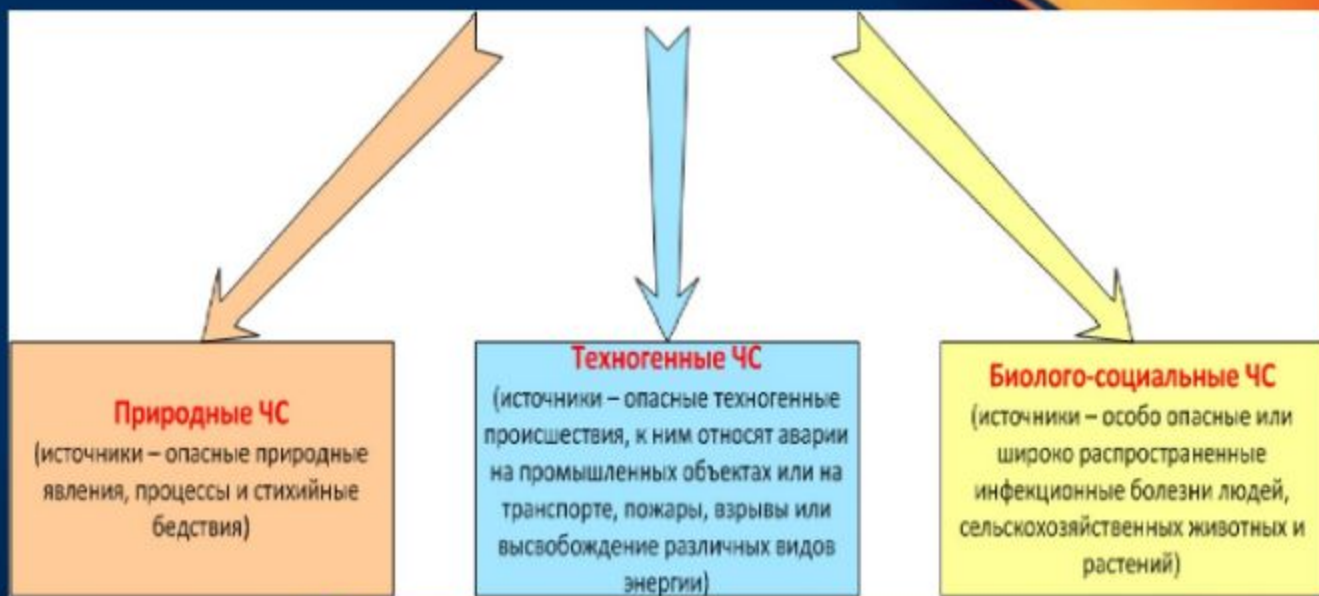 Природные ЧС
(источники – опасные природные
явления, процессы и стихийные
бедствия)
Техногенные ЧС
(источники – опасные техногенные
происшествия, к ним относят аварии
на промышленных объектах или на
транспорте, пожары, взрывы или
высвобождение различных видов
энергии)
Биолого-социальные ЧС
(источники – особо опасные или
широко распространенные
инфекционные болезни людей,
сельскохозяйственных животных и
растений)